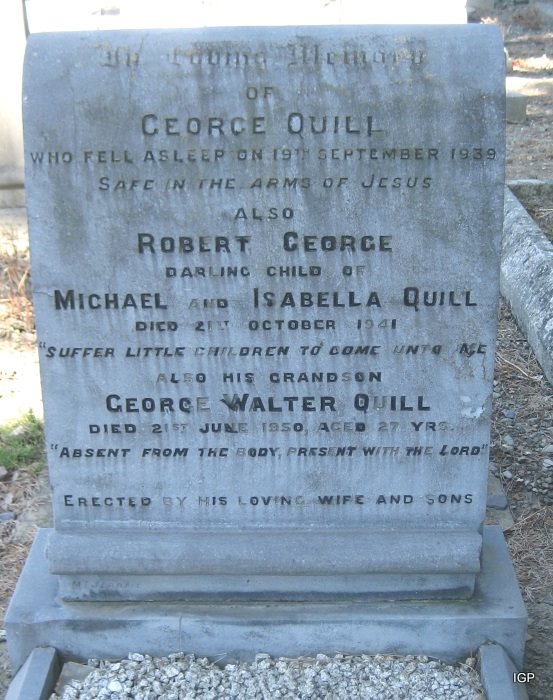 In Loving Memory
OF
GEORGE QUILL
WHO FELL ASLEEP ON 19TH SEPTEMBER 1939
SAFE IN THE ARMS OF JESUS
ALSO
ROBERT GEORGE
DARLING CHILD OF
MICHAEL AND ISABELLA QUILL
DIED 21ST OCTOBER 1941
"SUFFER LITTLE CHILDREN TO COME UNTO ME
ALSO HIS GRANDSON
GEORGE WALTER QUILL
DIED 21ST JUNE 1950, AGED 27 YRS.
"ABSENT FROM THE BODY, PRESENT WITH THE LORD"
ERECTED BY HIS LOVING WIFE AND SONS
IGP